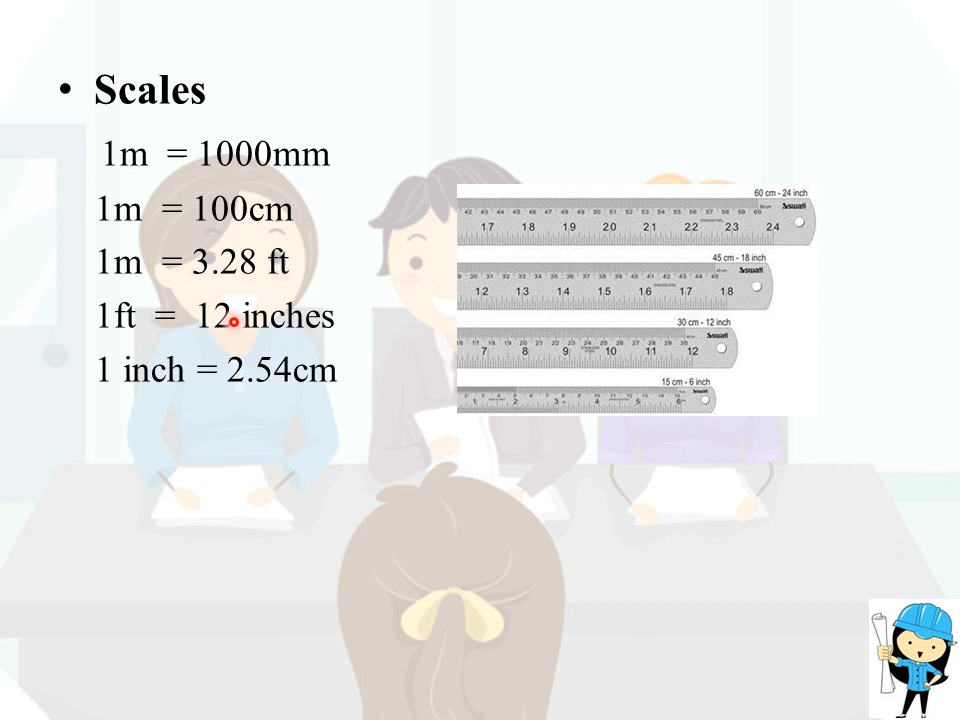 • Scales
1m = 1000mm
1m = 100cm
1m = 3.28 ft
1ft = 12 inches
1 inch = 2.54cm
60 cm - 24 inch
42 43 44 45 46 47 48 49 50 51 52 53 54 55 56 57 58 59 60
Swati
17 18 19 20 21 22 23 24
45 cm - 18 inch
30 31 32 33 34 35 36 37 38 39 40 41 42 43 44 45
Swati
12 13 14 15 16 17 18
30 cm - 12 inch
Swati
7 8 9 10 11 12
15 cm - 6 inch
1 2 3 4 5 6